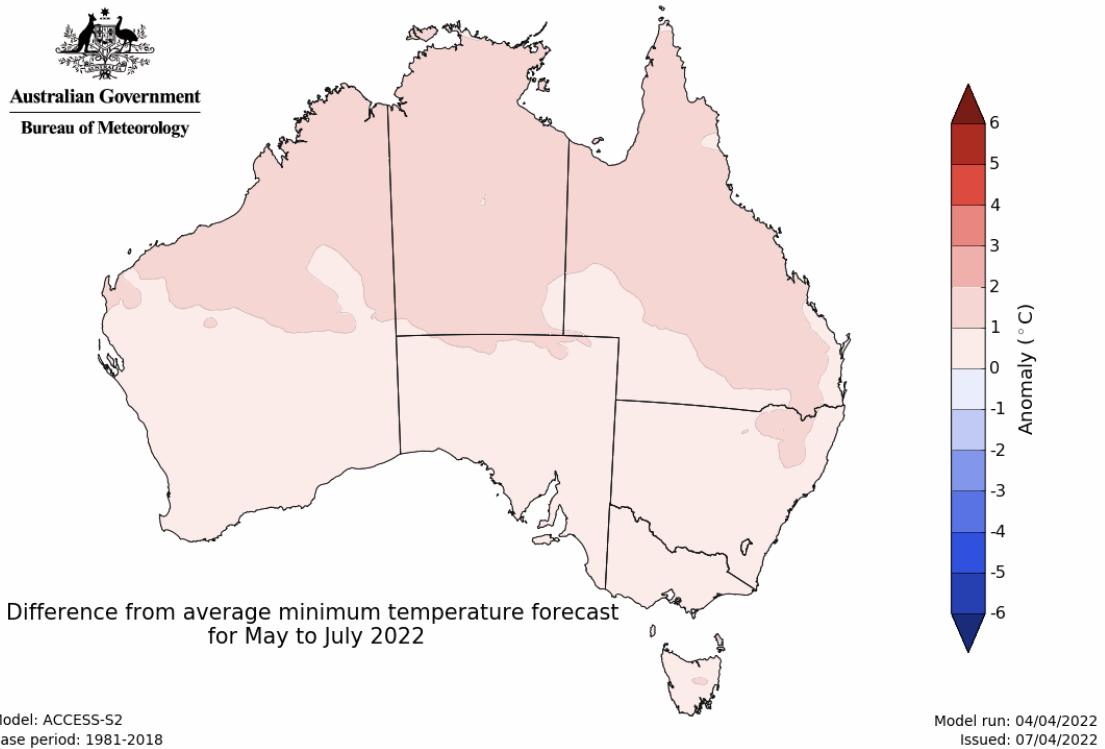 Australian Government
Bureau of Meteorology
6
5
4
3
2
1
0
-1
-2
-3
-4
-5
-6
Anomaly (°C)
Difference from average minimum temperature forecast
for May to July 2022
Model: ACCESS-S2
ase period: 1981-2018
Model run: 04/04/2022
Issued: 07/04/2022